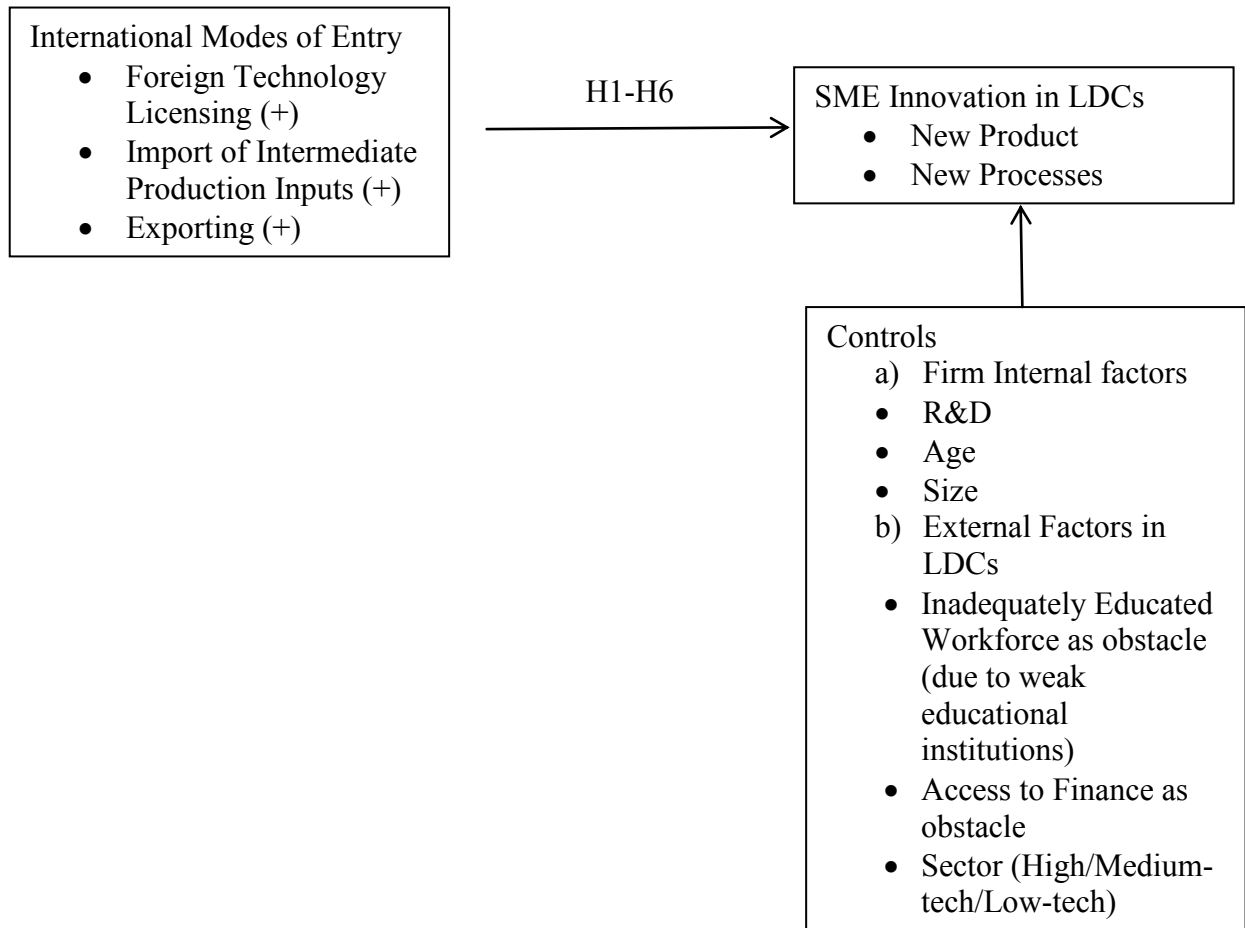 International Modes of Entry
• Foreign Technology
Licensing (+)
• Import of Intermediate
Production Inputs (+)
• Exporting (+)
H1-H6
SME Innovation in LDCs
• New Product
• New Processes
Controls
a) Firm Internal factors
• R&D
• Age
• Size
b) External Factors in
LDCs
• Inadequately Educated
Workforce as obstacle
(due to weak
educational
institutions)
• Access to Finance as
obstacle
• Sector (High/Medium-
tech/Low-tech)